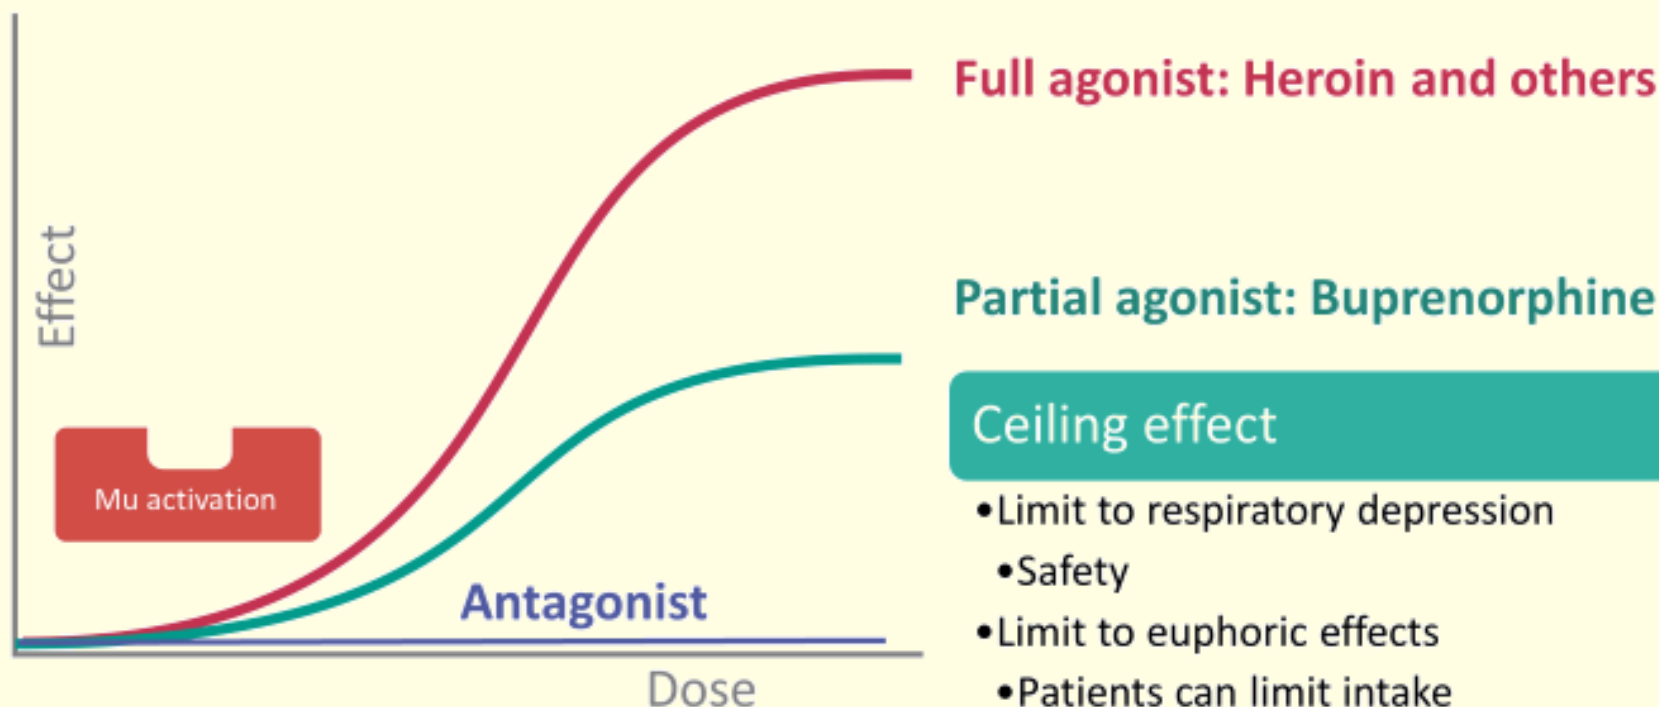 Full agonist: Heroin and others
Effect
Partial agonist: Buprenorphine
Ceiling effect
Mu activation
•Limit to respiratory depression
•Safety
Antagonist
•Limit to euphoric effects
Dose
•Patients can limit intake